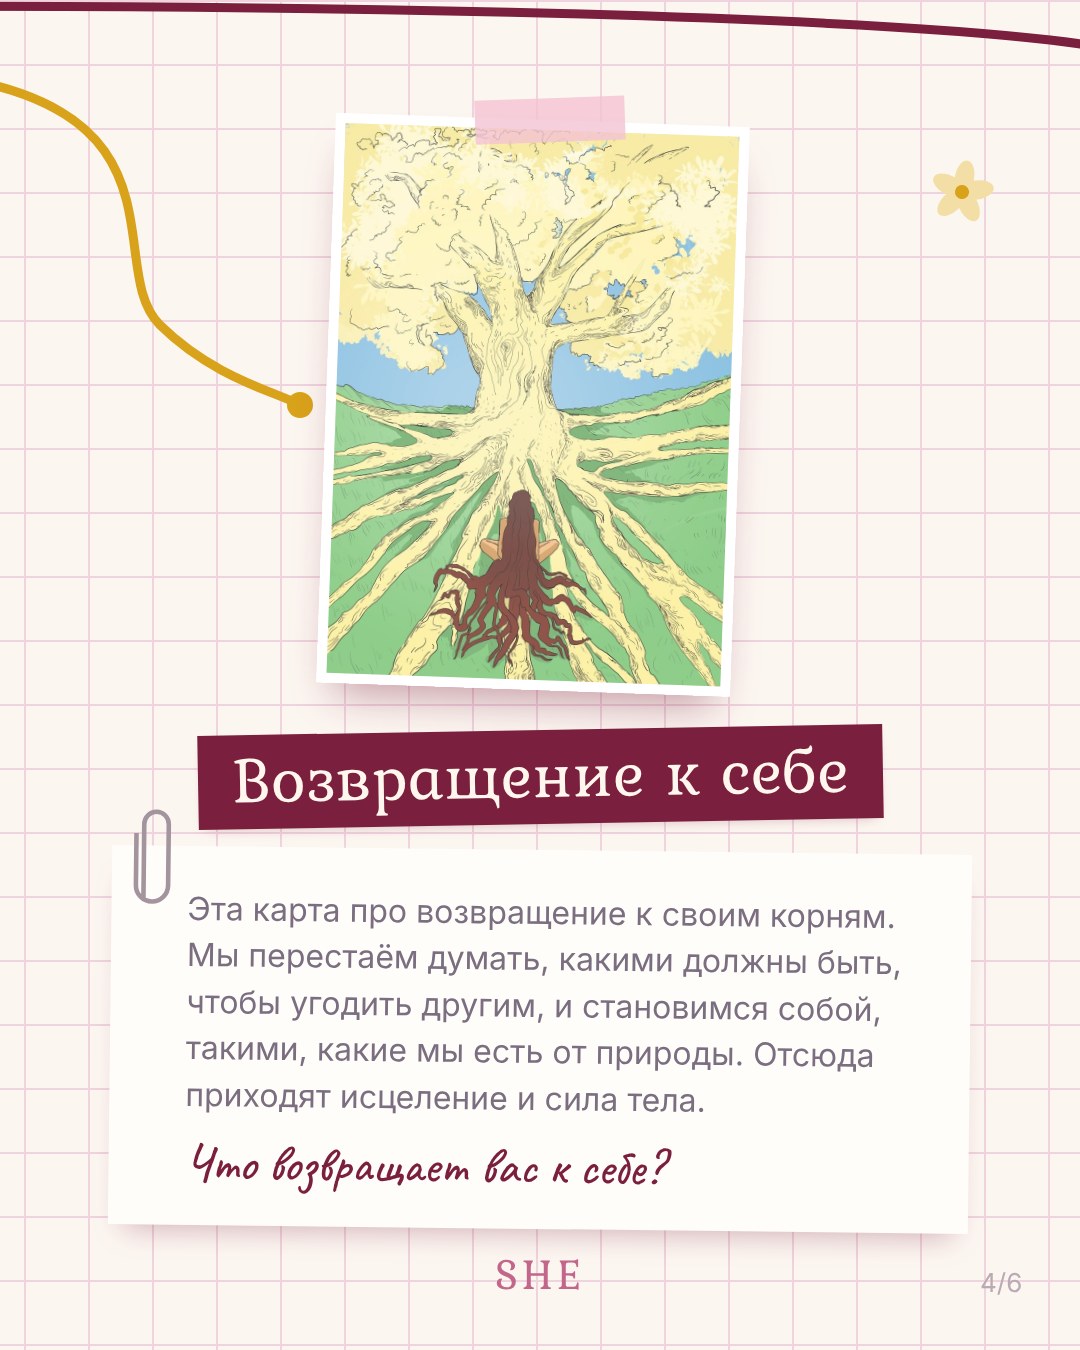 Возвращение к себе
Эта карта про возвращение к своим корням.
Мы перестаём думать, какими должны быть,
чтобы угодить другим, и становимся собой,
такими, какие мы есть от природы. Отсюда
приходят исцеление и сила тела.
Что возвращает вас к себе?
SHE
4/6